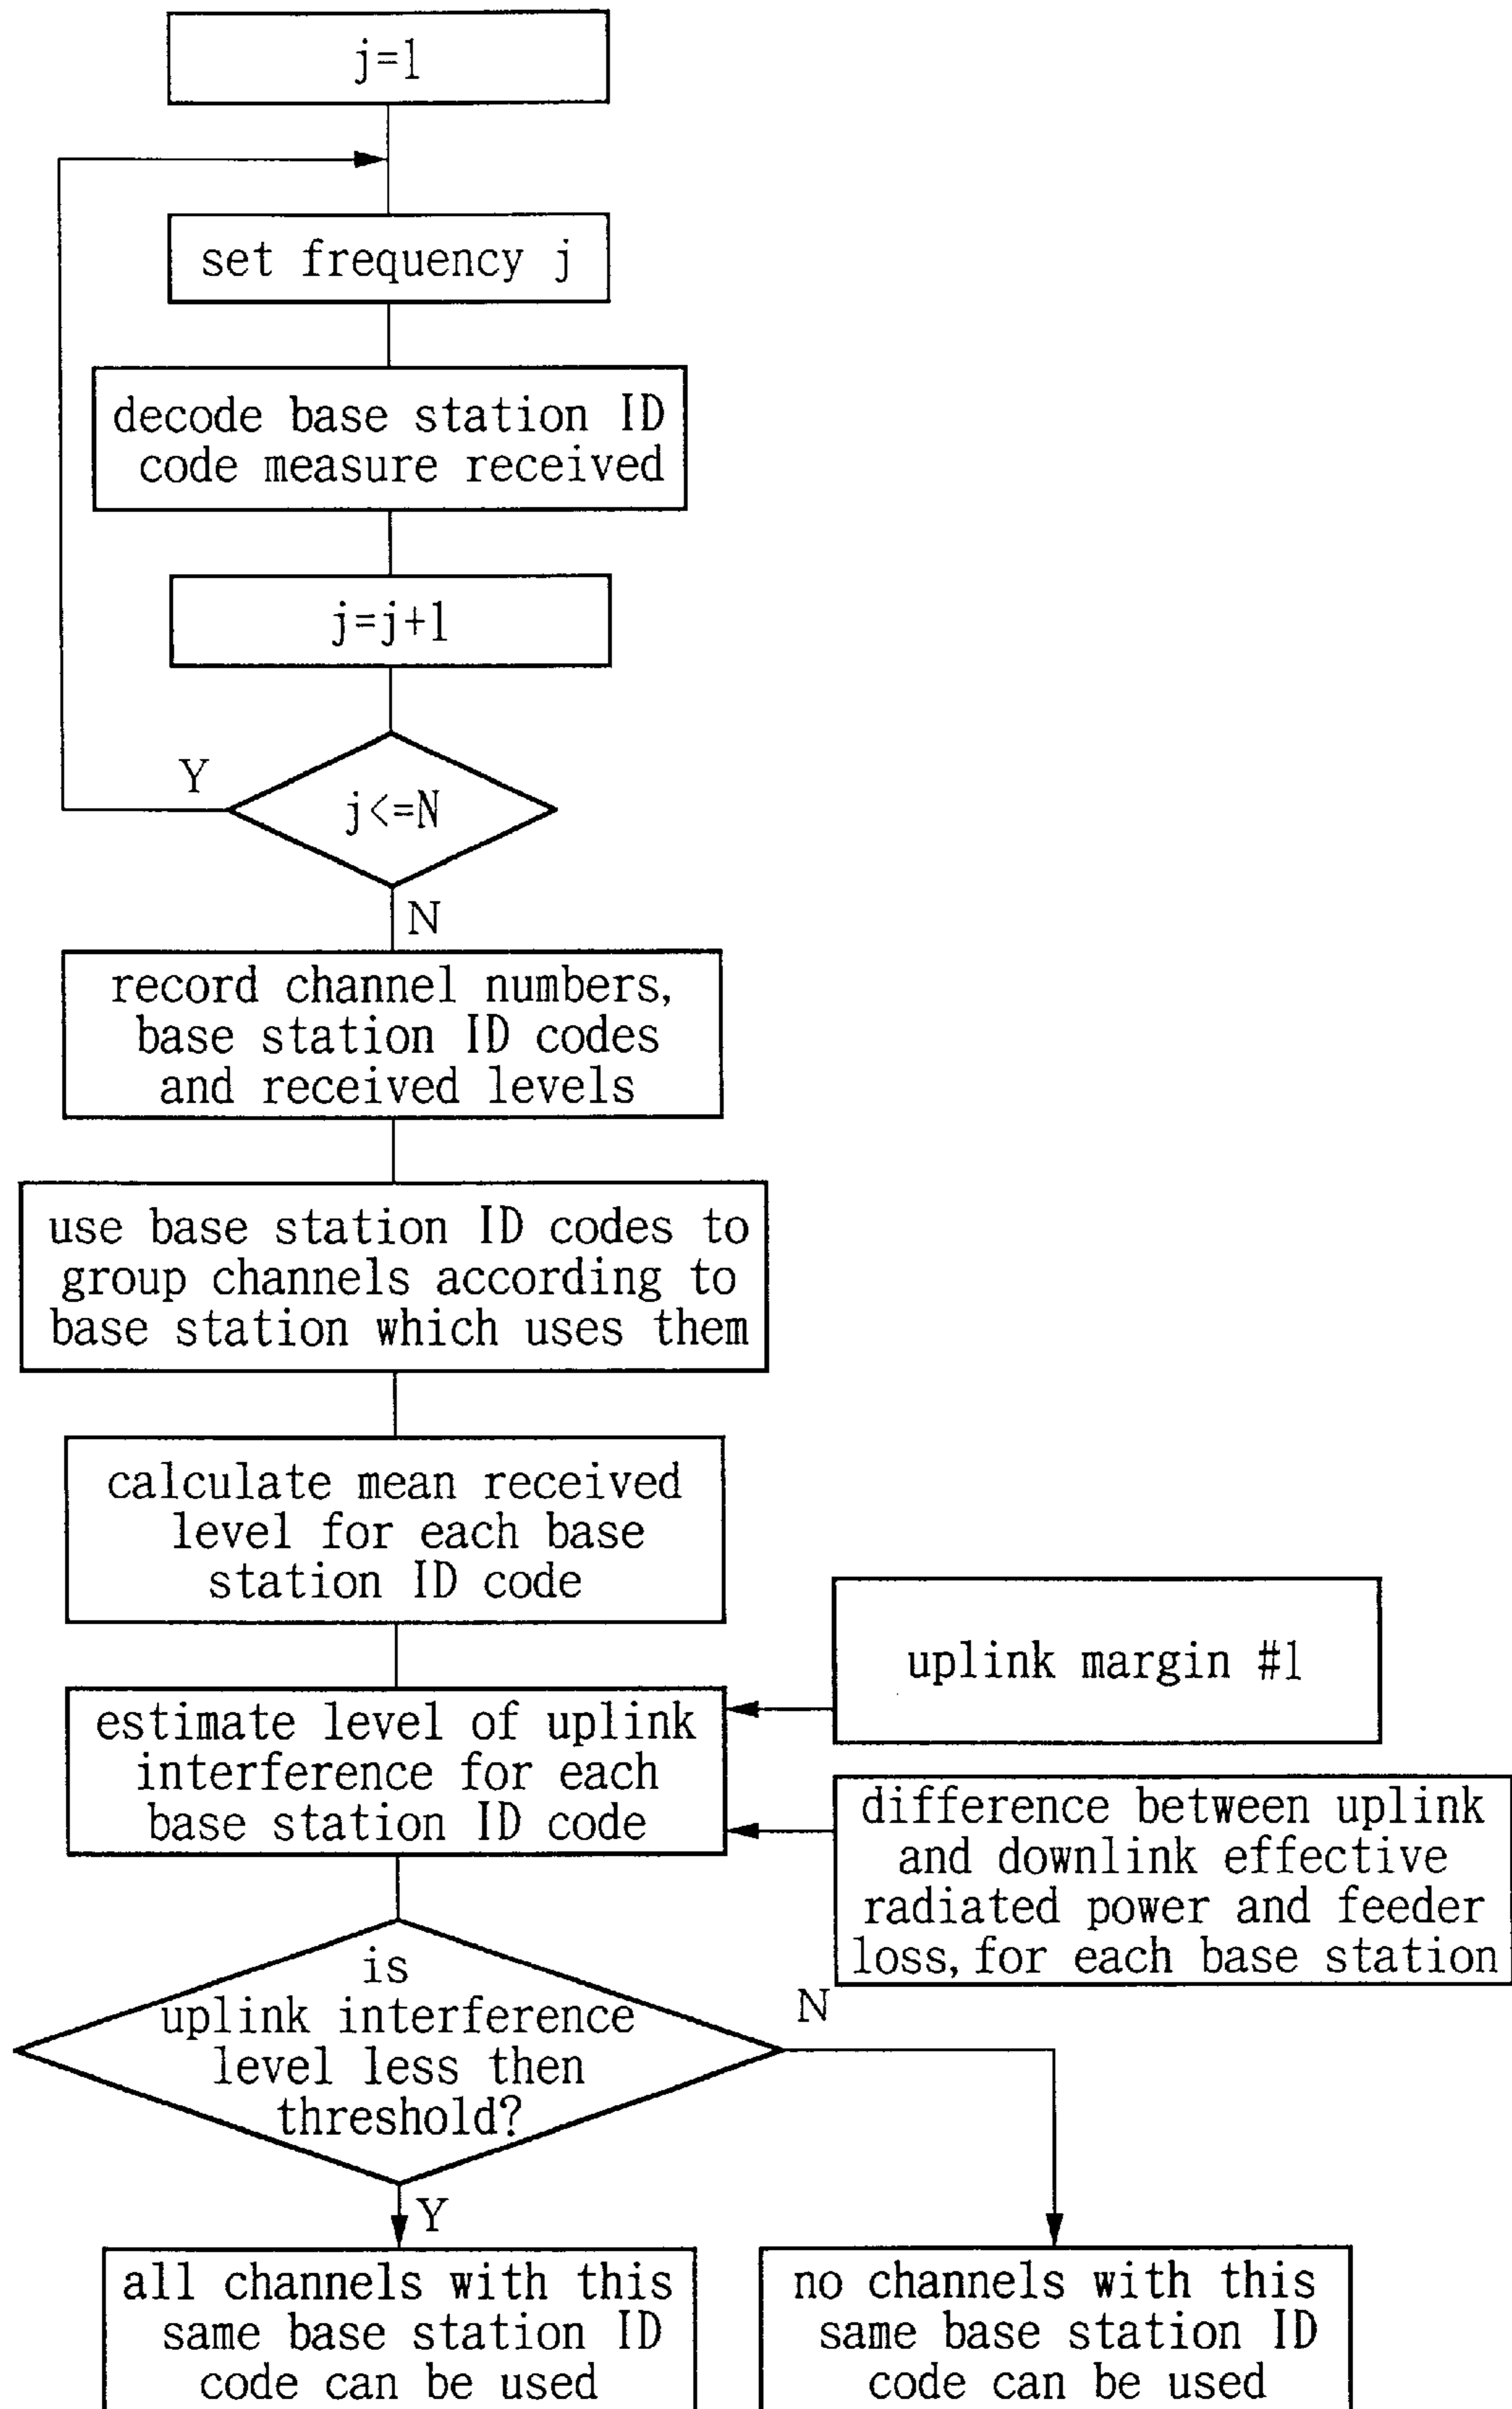 j=1
set frequency j
decode base station ID
code measure received
j=j+1
Y
j<=N
N
record channel numbers,
base station ID codes
and received levels
use base station ID codes to
group channels according to
base station which uses them
calculate mean received
level for each base
station ID code
uplink margin #1
estimate level of uplink
interference for each
base station ID code
difference between uplink
and downlink effective
radiated power and feeder
loss, for each base station
is
uplink interference
level less then
threshold?
N
Y
all channels with this
same base station ID
code can be used
no channels with this
same base station ID
code can be used